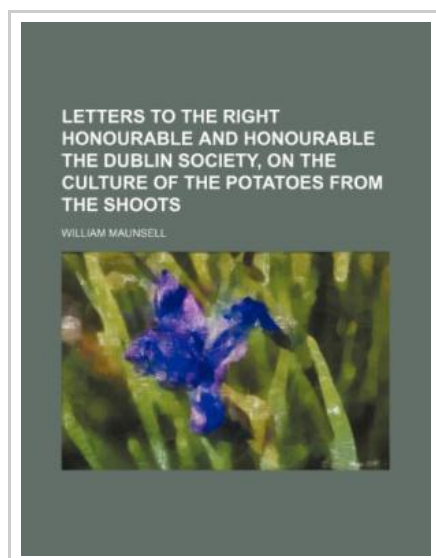 LETTERS TO THE RIGHT
HONOURABLE AND HONOURABLE
THE DUBLIN SOCIETY, ON THE
CULTURE OF THE POTATOES FROM
THE SHOOTS
WILLIAM MAUNSELL